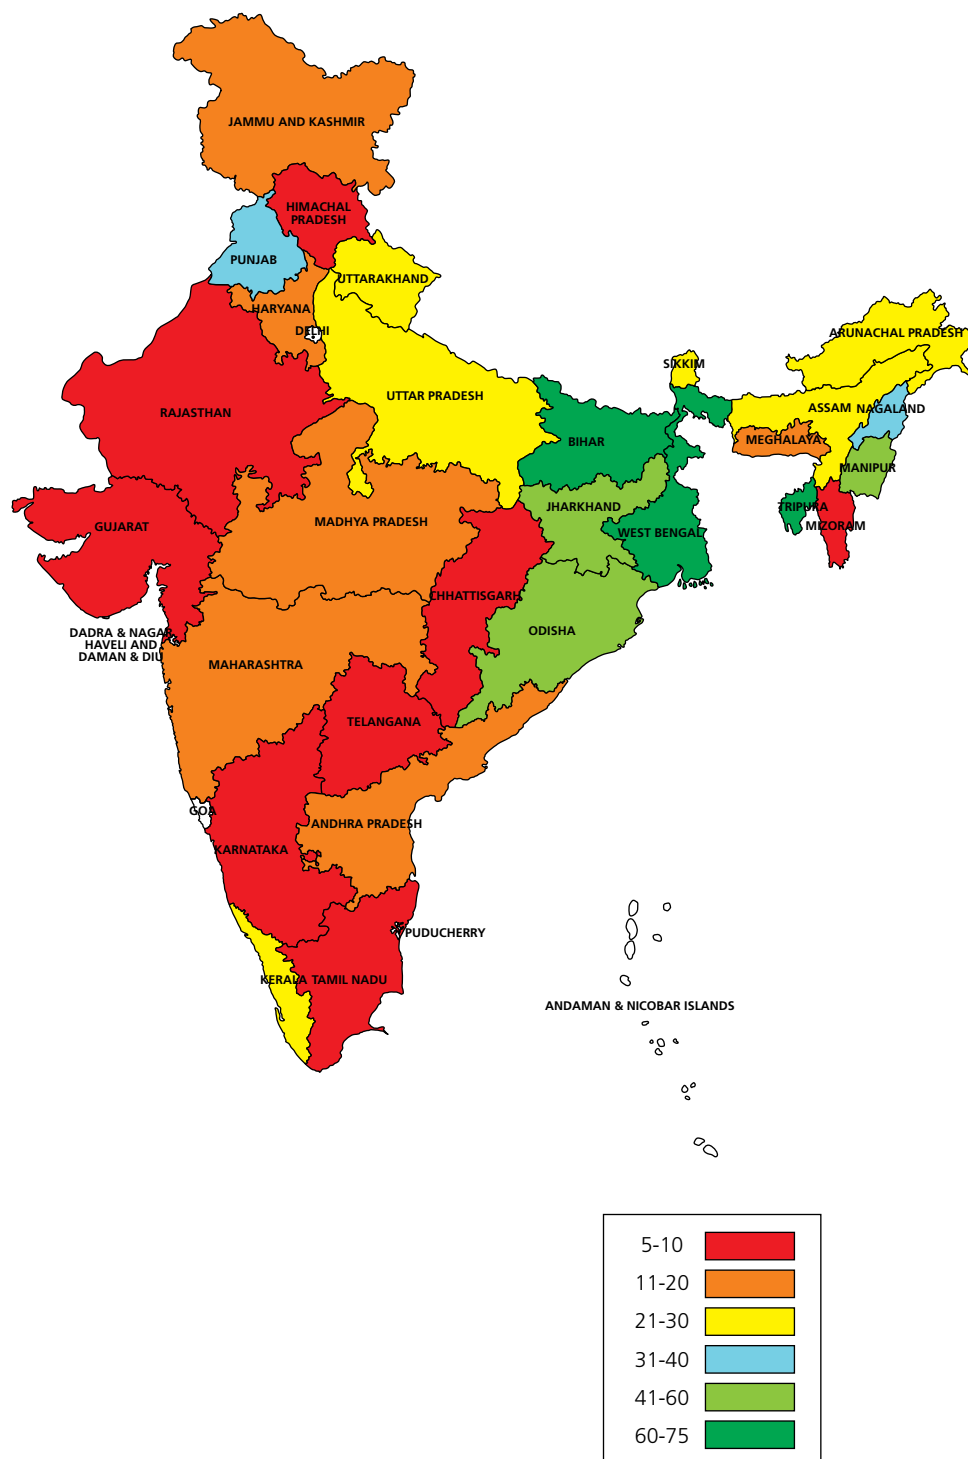 JAMMU AND KASHMIR
HIMACHAL
PRADESH
PUNJAB
UTTARAKHAND
HARYANA
DELHI
ARUNACHAL PRADESH
SIKKIM
UTTAR PRADESH
RAJASTHAN
ASSAM
NAGALAND
BIHAR
MEGHALAYA
MANIPUR
GUJARAT
MADHYA PRADESH
JHARKHAND
TRIPURA
WEST BENGAL
MIZORAM
CHHATTISGARH
DADRA & NAGAR
HAVELI AND
DAMAN & DIU
ODISHA
MAHARASHTRA
TELANGANA
GOA
ANDHRA PRADESH
KARNATAKA
PUDUCHERRY
KERALA
TAMIL NADU
ANDAMAN & NICOBAR ISLANDS
5-10
11-20
21-30
31-40
41-60
60-75